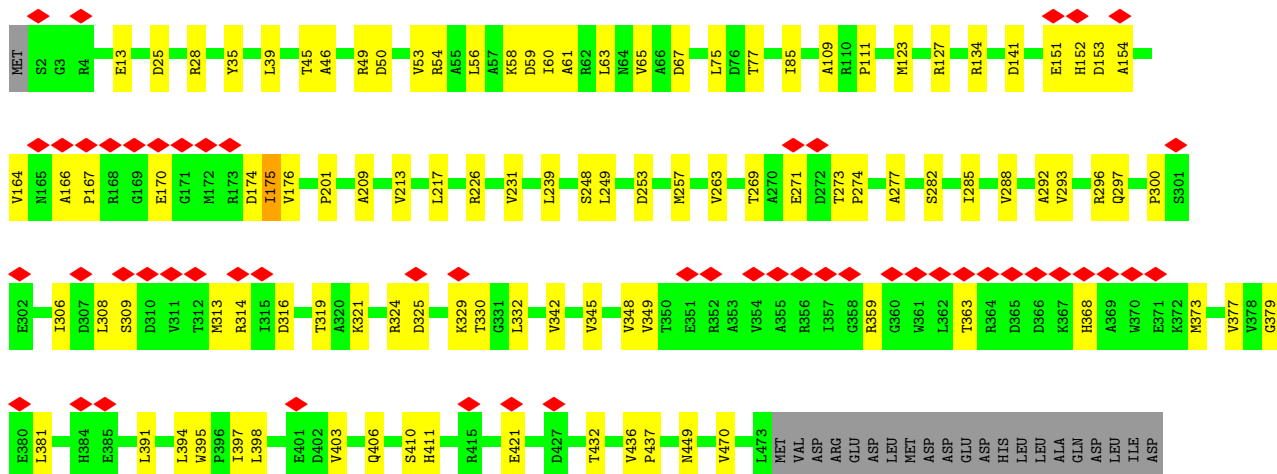 MET S2 G3 R4 E13 D25 R28 Y35 L39 T45 A46 R49 D50 V53 R54 A55 L56 A57 K58 D59 I60 A61 R62 L63 N64 V65 A66 D67 L75 D76 T77 I85 A109 R110 P111 M123 R127 R134 D141 E151 H152 D153 A154
V164 N165 A166 P167 R168 G169 E170 G171 M172 R173 D174 I175 V176 P201 A209 V213 L217 R226 V231 L239 S248 L249 D253 M257 V263 T269 A270 E271 D272 T273 P274 A277 S282 I285 V288 A292 V293 R296 Q297 P300 S301
E302 I306 D307 L308 S309 D310 V311 T312 M313 R314 I315 D316 T319 A320 K321 R324 D325 K329 T330 G331 L332 V342 V345 V348 V349 T350 E351 R352 A353 V354 A355 R356 I357 G358 R359 G360 W361 L362 T363 R364 D365 D366 K367 H368 A369 W370 E371 K372 M373 V377 V378 G379
E380 L381 H384 E385 L391 L394 W395 P396 I397 L398 E401 D402 V403 Q406 S410 H411 R415 E421 D427 T432 V436 P437 N449 V470 L473 MET VAL ASP ARG GLU ASP LEU MET ASP ASP GLU ASP HIS LEU LEU ALA GLN ASP LEU ILE ASP